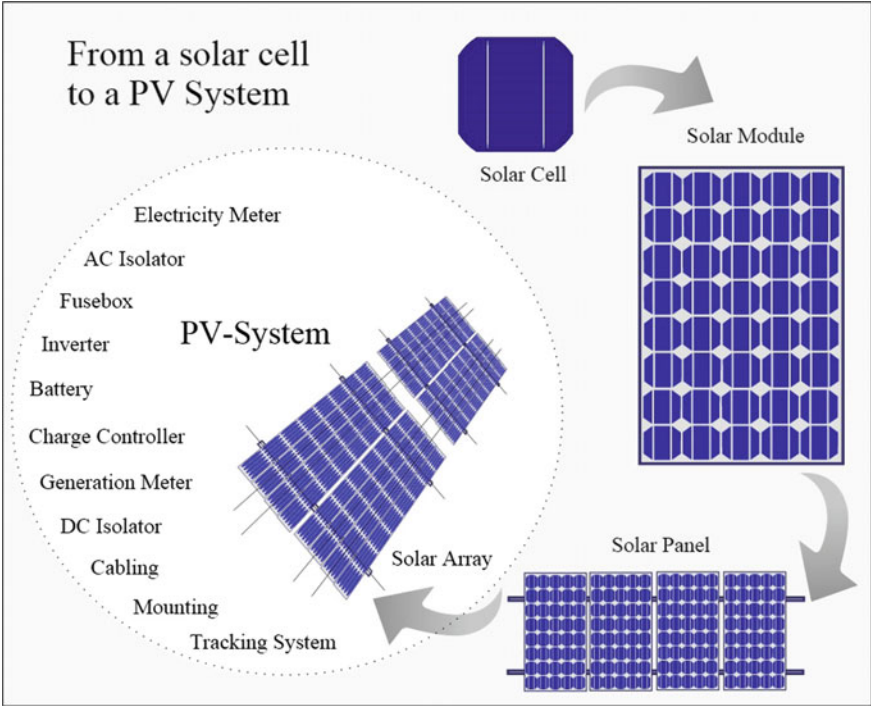 From a solar cell
to a PV System
Solar Cell
Solar Module
Solar Panel
Solar Array
PV-System
Electricity Meter
AC Isolator
Fusebox
Inverter
Battery
Charge Controller
Generation Meter
DC Isolator
Cabling
Mounting
Tracking System